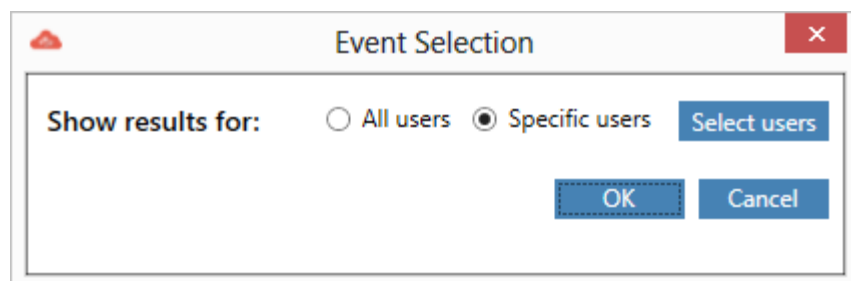 Event Selection
Show results for: All users Specific users Select users
OK Cancel